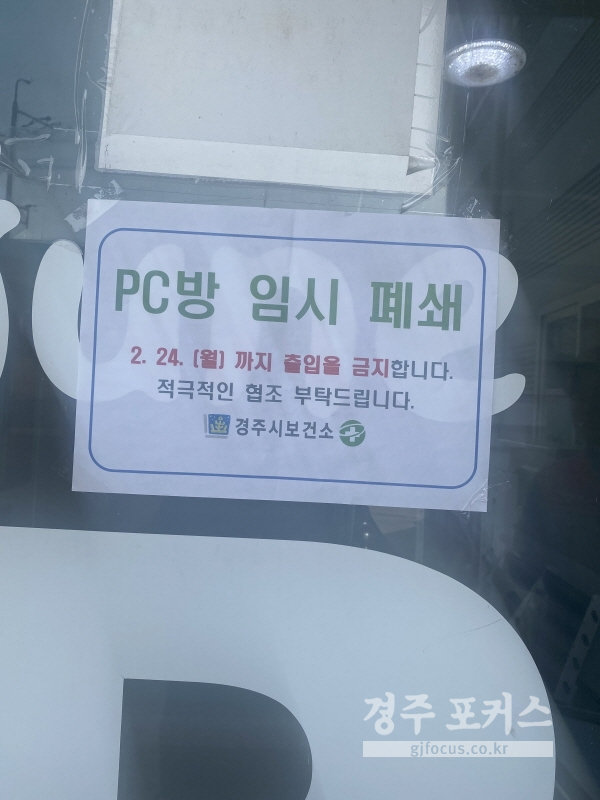 PC방 임시 폐쇄
2. 24. (월) 까지 출입을 금지합니다.
적극적인 협조 부탁드립니다.
경주시보건소
경주 포커스
gjfocus.co.kr